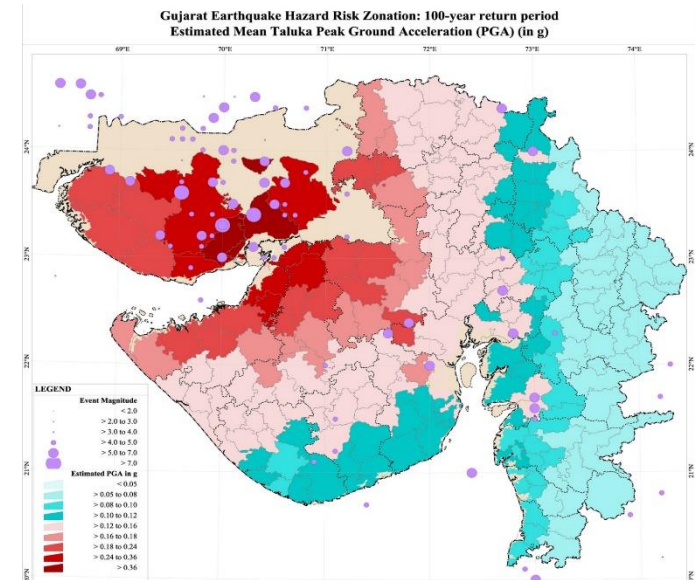 Gujarat Earthquake Hazard Risk Zonation: 100-year return period
Estimated Mean Taluka Peak Ground Acceleration (PGA) (in g)
69°E 70°E 71°E 72°E 73°E 74°E
24°N 24°N
23°N 23°N
22°N 22°N
21°N 21°N
LEGEND
Event Magnitude
< 2.0
> 2.0 to 3.0
> 3.0 to 4.0
> 4.0 to 5.0
> 5.0 to 7.0
> 7.0
Estimated PGA in g
< 0.05
> 0.05 to 0.08
> 0.08 to 0.10
> 0.10 to 0.12
> 0.12 to 0.16
> 0.16 to 0.18
> 0.18 to 0.24
> 0.24 to 0.36
> 0.36